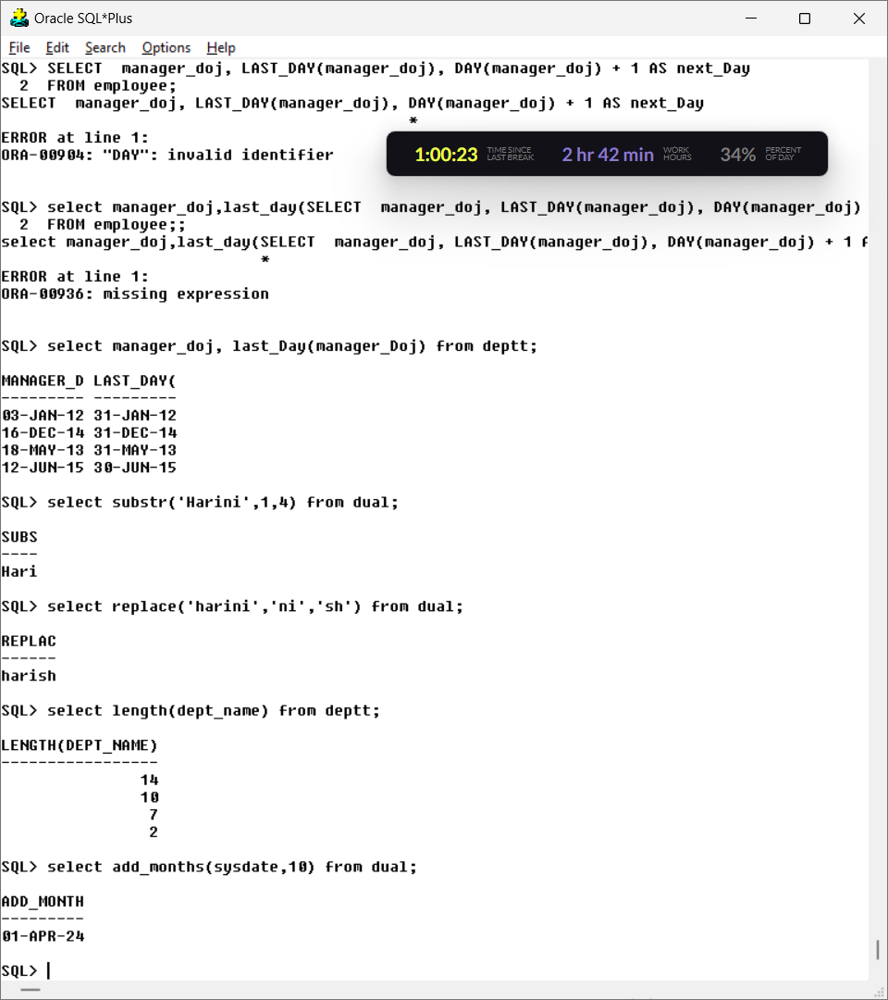 Oracle SQL*Plus
File Edit Search Options Help
SQL> SELECT  manager_doj, LAST_DAY(manager_doj), DAY(manager_doj) + 1 AS next_Day
  2  FROM employee;
SELECT  manager_doj, LAST_DAY(manager_doj), DAY(manager_doj) + 1 AS next_Day
                                            *
ERROR at line 1:
ORA-00904: "DAY": invalid identifier
1:00:23 TIME SINCE LAST BREAK 2 hr 42 min WORK HOURS 34% PERCENT OF DAY
SQL> select manager_doj,last_day(SELECT  manager_doj, LAST_DAY(manager_doj), DAY(manager_doj)
  2  FROM employee;;
select manager_doj,last_day(SELECT  manager_doj, LAST_DAY(manager_doj), DAY(manager_doj) + 1
                            *
ERROR at line 1:
ORA-00936: missing expression
SQL> select manager_doj, last_Day(manager_Doj) from deptt;
MANAGER_D LAST_DAY(
--------- ---------
03-JAN-12 31-JAN-12
16-DEC-14 31-DEC-14
18-MAY-13 31-MAY-13
12-JUN-15 30-JUN-15
SQL> select substr('Harini',1,4) from dual;
SUBS
----
Hari
SQL> select replace('harini','ni','sh') from dual;
REPLAC
------
harish
SQL> select length(dept_name) from deptt;
LENGTH(DEPT_NAME)
-----------------
               14
               10
                7
                2
SQL> select add_months(sysdate,10) from dual;
ADD_MONTH
---------
01-APR-24
SQL>